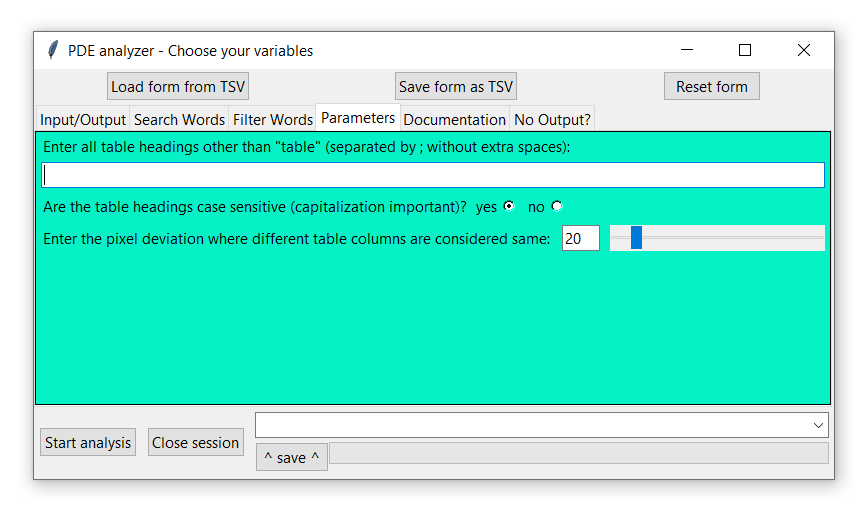 PDE analyzer - Choose your variables
Load form from TSV Save form as TSV Reset form
Input/Output Search Words Filter Words Parameters Documentation No Output?
Enter all table headings other than "table" (separated by ; without extra spaces):
Are the table headings case sensitive (capitalization important)? yes no
Enter the pixel deviation where different table columns are considered same: 20
Start analysis Close session
^ save ^